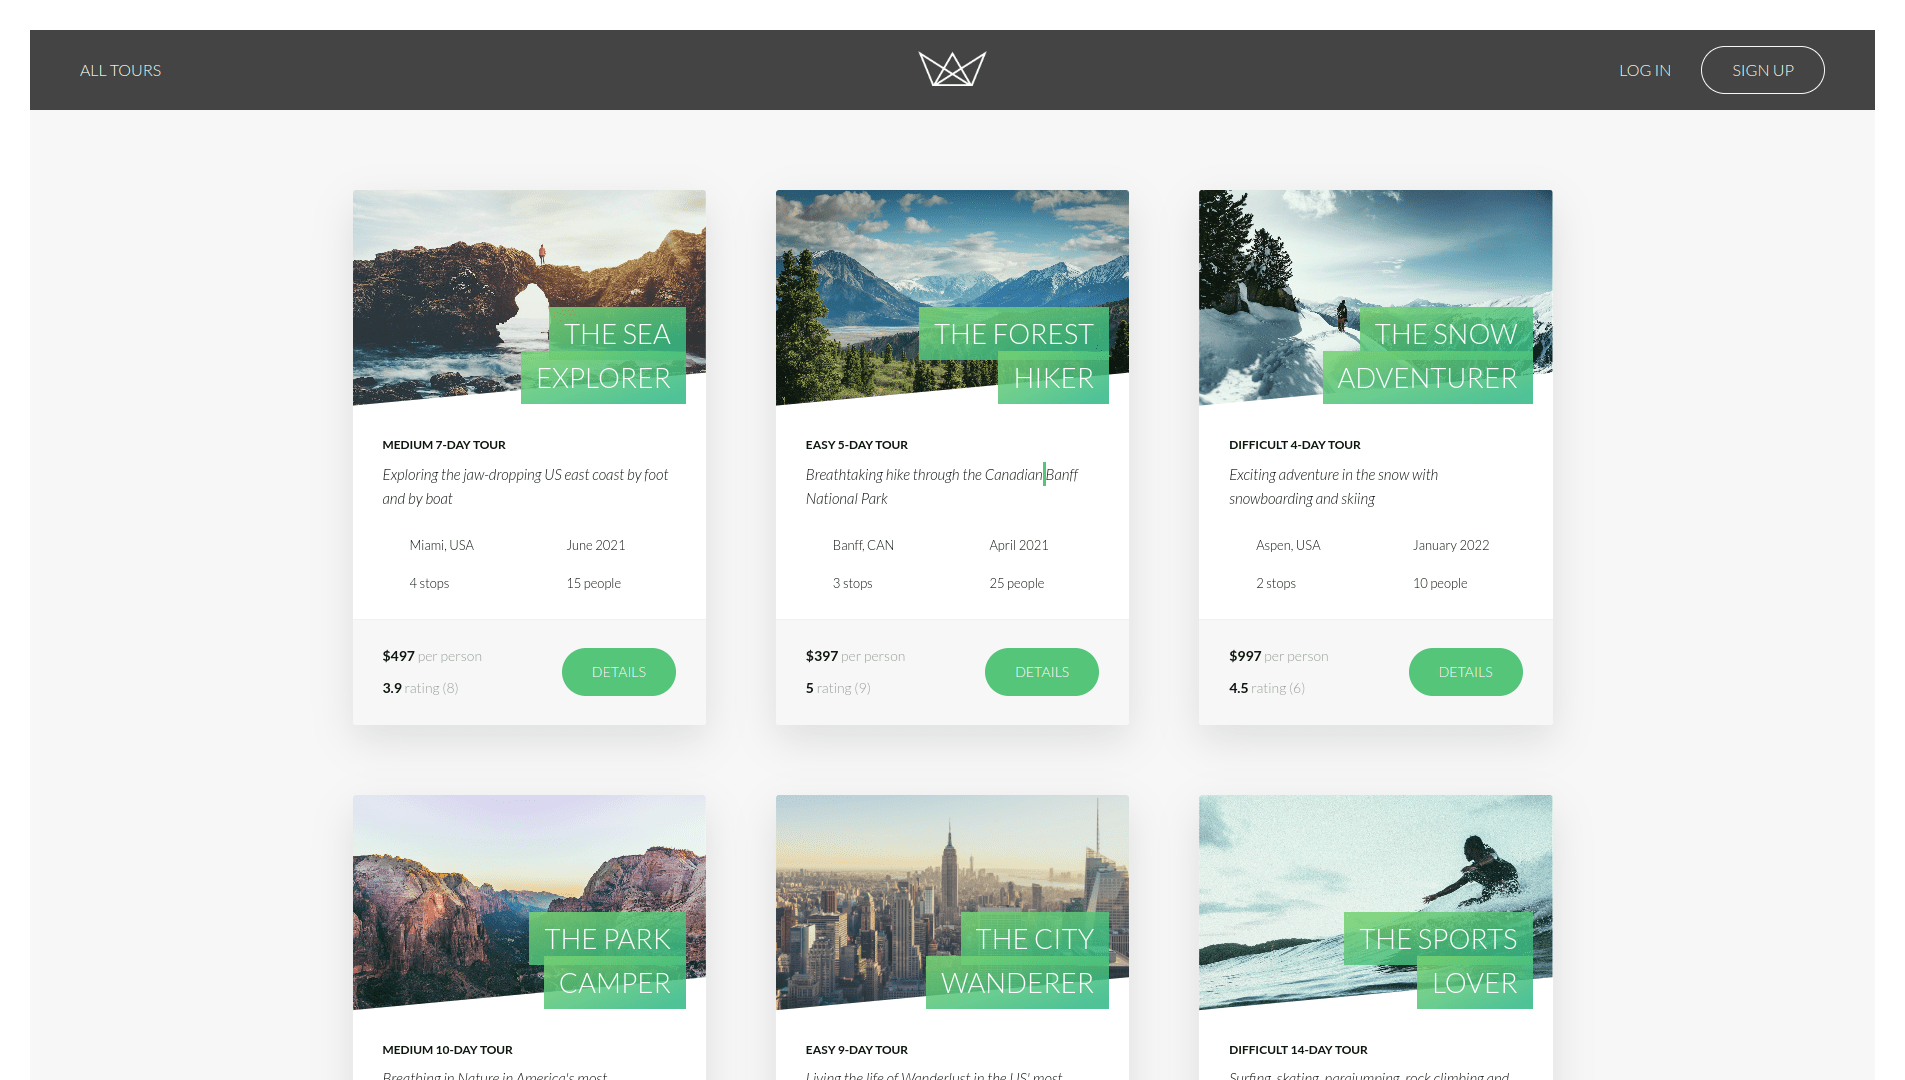 ALL TOURS
LOG IN
SIGN UP
THE SEA
EXPLORER
MEDIUM 7-DAY TOUR
Exploring the jaw-dropping US east coast by foot
and by boat
Miami, USA
June 2021
4 stops
15 people
$497 per person
3.9 rating (8)
DETAILS
THE FOREST
HIKER
EASY 5-DAY TOUR
Breathtaking hike through the Canadian Banff
National Park
Banff, CAN
April 2021
3 stops
25 people
$397 per person
5 rating (9)
DETAILS
THE SNOW
ADVENTURER
DIFFICULT 4-DAY TOUR
Exciting adventure in the snow with
snowboarding and skiing
Aspen, USA
January 2022
2 stops
10 people
$997 per person
4.5 rating (6)
DETAILS
THE PARK
CAMPER
MEDIUM 10-DAY TOUR
Breathing in Nature in America's most
THE CITY
WANDERER
EASY 9-DAY TOUR
Living the life of Wanderlust in the US' most
THE SPORTS
LOVER
DIFFICULT 14-DAY TOUR
Surfing, skating, parajumping, rock climbing and